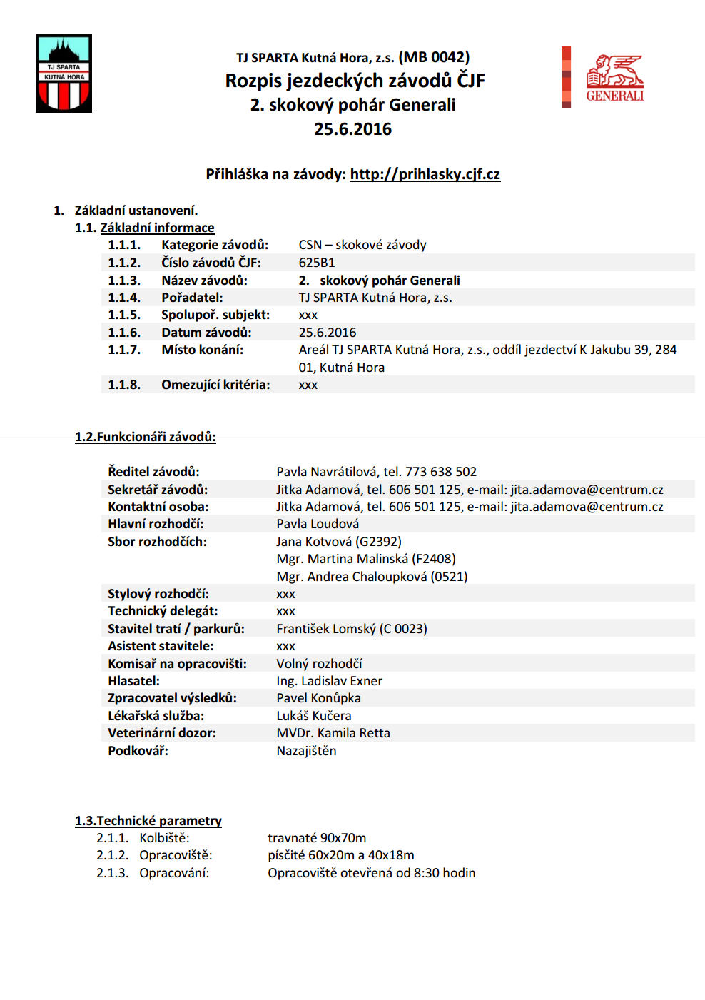 TJ SPARTA
KUTNÁ HORA
TJ SPARTA Kutná Hora, z.s. (MB 0042)
Rozpis jezdeckých závodů ČJF
2. skokový pohár Generali
25.6.2016
GENERALI
Přihláška na závody: http://prihlasky.cjf.cz
1. Základní ustanovení.
1.1. Základní informace
1.1.1. Kategorie závodů: CSN – skokové závody
1.1.2. Číslo závodů ČJF: 625B1
1.1.3. Název závodů: 2. skokový pohár Generali
1.1.4. Pořadatel: TJ SPARTA Kutná Hora, z.s.
1.1.5. Spolupoř. subjekt: xxx
1.1.6. Datum závodů: 25.6.2016
1.1.7. Místo konání: Areál TJ SPARTA Kutná Hora, z.s., oddíl jezdectví K Jakubu 39, 284
01, Kutná Hora
1.1.8. Omezující kritéria: xxx
1.2.Funkcionáři závodů:
Ředitel závodů: Pavla Navrátilová, tel. 773 638 502
Sekretář závodů: Jitka Adamová, tel. 606 501 125, e-mail: jita.adamova@centrum.cz
Kontaktní osoba: Jitka Adamová, tel. 606 501 125, e-mail: jita.adamova@centrum.cz
Hlavní rozhodčí: Pavla Loudová
Sbor rozhodčích: Jana Kotvová (G2392)
Mgr. Martina Malinská (F2408)
Mgr. Andrea Chaloupková (0521)
Stylový rozhodčí: xxx
Technický delegát: xxx
Stavitel tratí / parkurů: František Lomský (C 0023)
Asistent stavitele: xxx
Komisař na opracovišti: Volný rozhodčí
Hlasatel: Ing. Ladislav Exner
Zpracovatel výsledků: Pavel Konůpka
Lékařská služba: Lukáš Kučera
Veterinární dozor: MVDr. Kamila Retta
Podkovář: Nazajištěn
1.3.Technické parametry
2.1.1. Kolbiště: travnaté 90x70m
2.1.2. Opracoviště: písčité 60x20m a 40x18m
2.1.3. Opracování: Opracoviště otevřená od 8:30 hodin